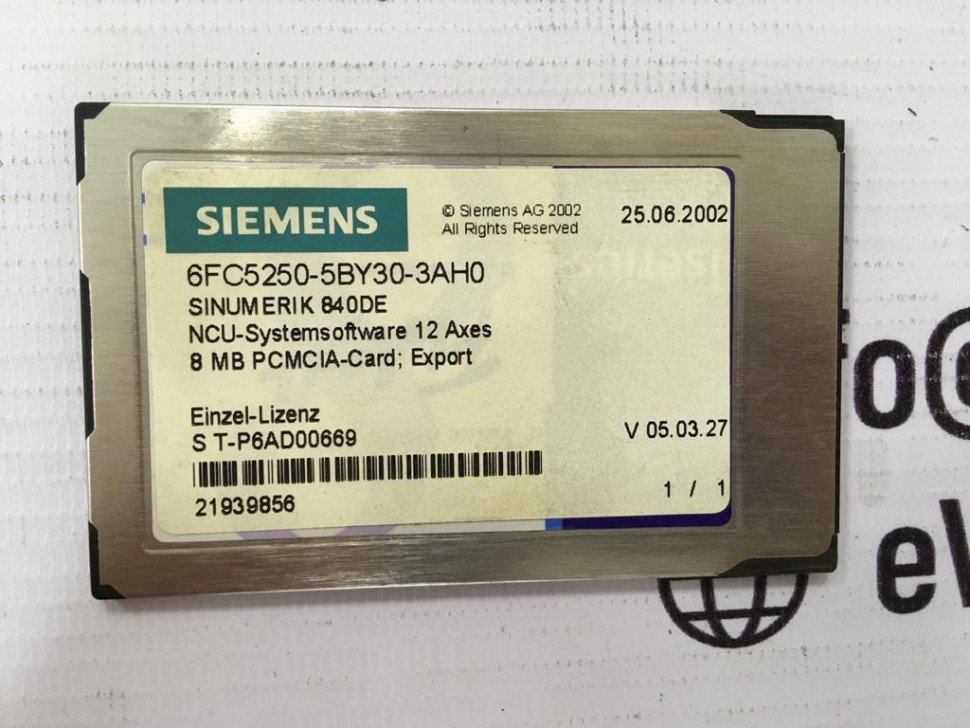 SIEMENS
© Siemens AG 2002
All Rights Reserved
25.06.2002
6FC5250-5BY30-3AH0
SINUMERIK 840DE
NCU-Systemsoftware 12 Axes
8 MB PCMCIA-Card; Export
Einzel-Lizenz
S T-P6AD00669
V 05.03.27
21939856
1 / 1